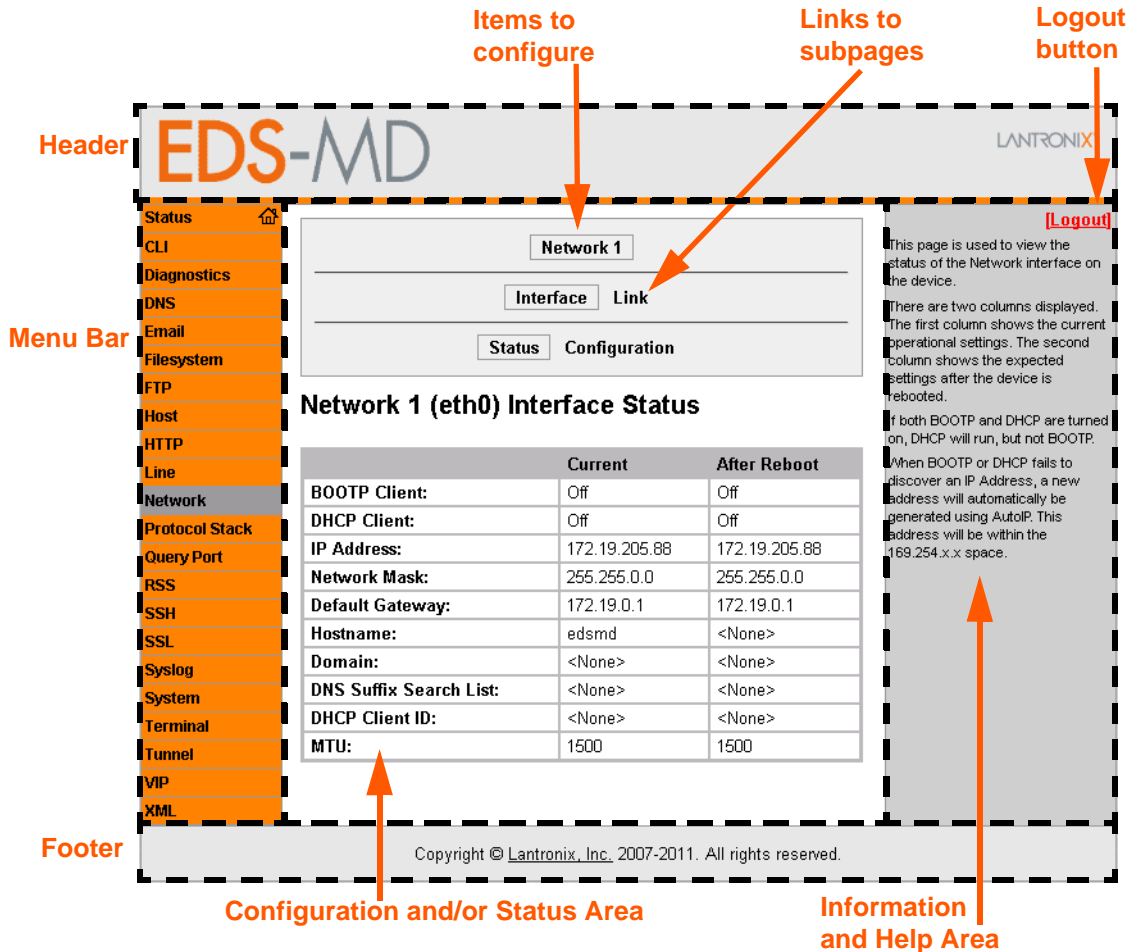 Items to
configure
Links to
subpages
Logout
button
Header
EDS-MD
LANTRONIX
Menu Bar
Status
CLI
Diagnostics
DNS
Email
Filesystem
FTP
Host
HTTP
Line
Network
Protocol Stack
Query Port
RSS
SSH
SSL
Syslog
System
Terminal
Tunnel
VIP
XML
Network 1
Interface Link
Status Configuration
Network 1 (eth0) Interface Status
Current After Reboot
BOOTP Client: Off Off
DHCP Client: Off Off
IP Address: 172.19.205.88 172.19.205.88
Network Mask: 255.255.0.0 255.255.0.0
Default Gateway: 172.19.0.1 172.19.0.1
Hostname: edsmd <None>
Domain: <None> <None>
DNS Suffix Search List: <None> <None>
DHCP Client ID: <None> <None>
MTU: 1500 1500
[Logout]
This page is used to view the
status of the Network interface on
the device.
There are two columns displayed.
The first column shows the current
operational settings. The second
column shows the expected
settings after the device is
rebooted.
If both BOOTP and DHCP are turned
on, DHCP will run, but not BOOTP.
When BOOTP or DHCP fails to
discover an IP Address, a new
address will automatically be
generated using AutoIP. This
address will be within the
169.254.x.x space.
Footer
Copyright © Lantronix, Inc. 2007-2011. All rights reserved.
Configuration and/or Status Area
Information
and Help Area